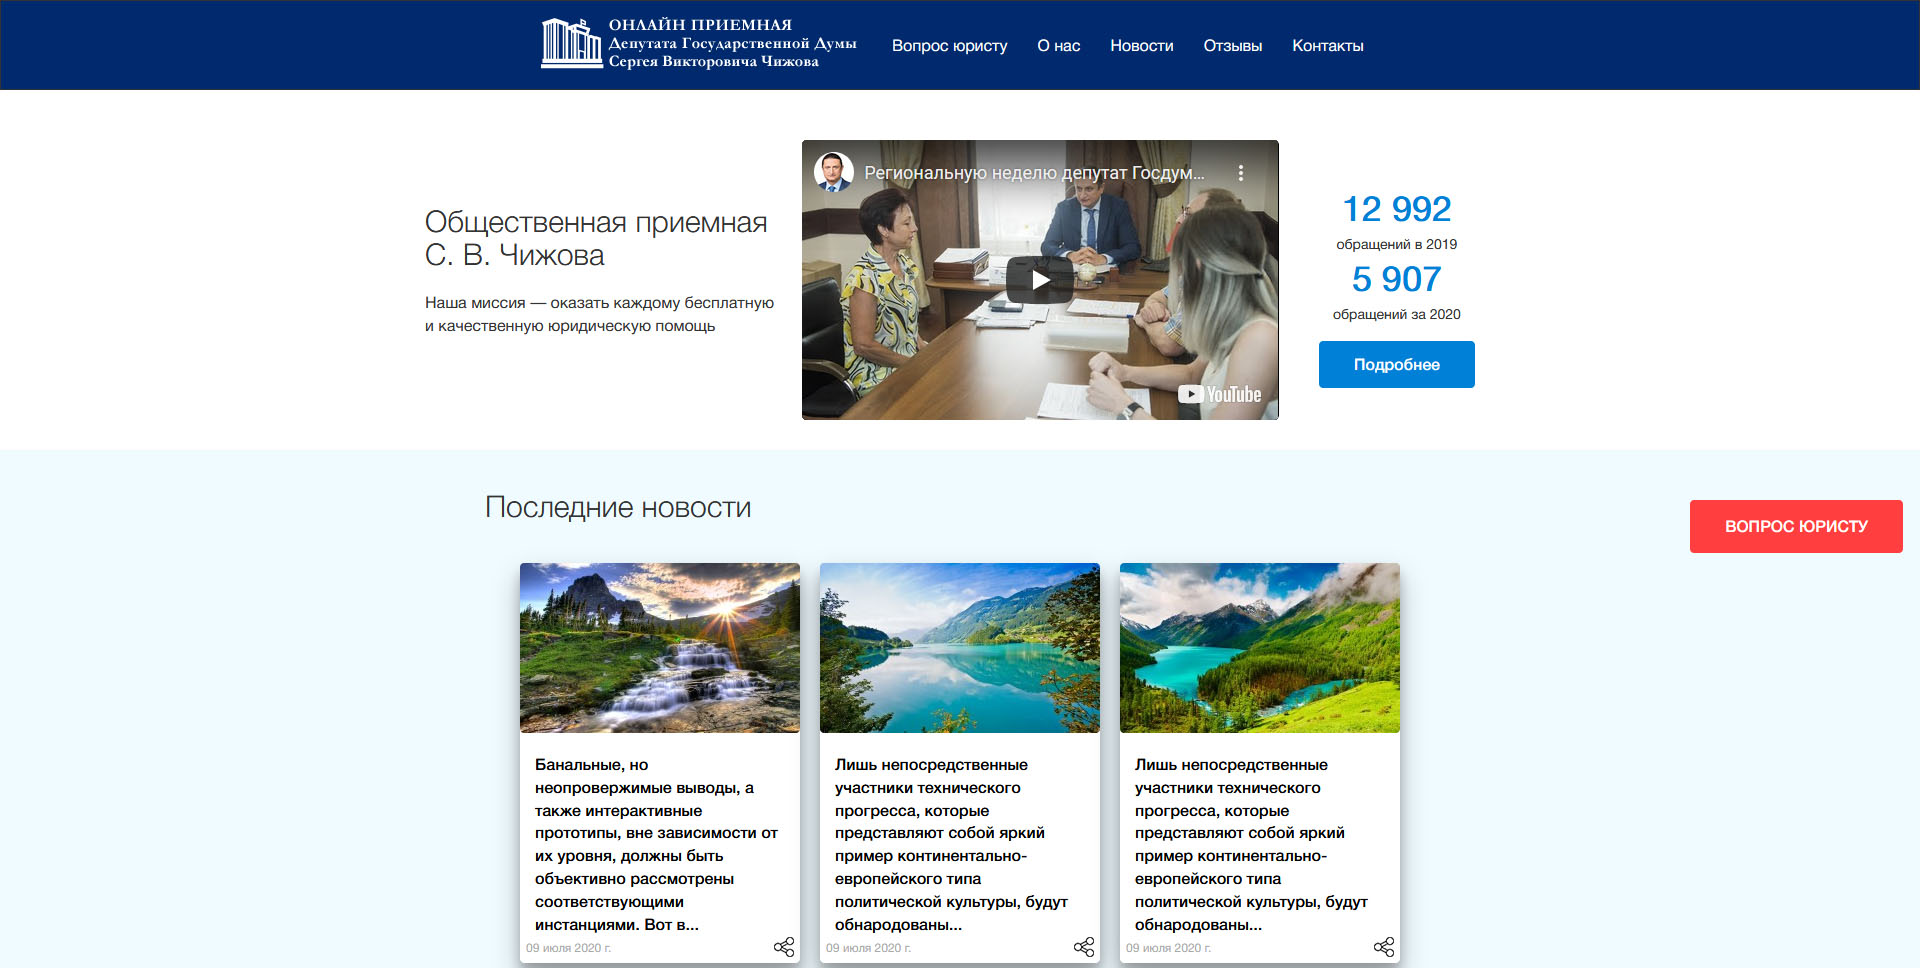 ОНЛАЙН ПРИЕМНАЯ
Депутата Государственной Думы
Сергея Викторовича Чижова
Вопрос юристу
О нас
Новости
Отзывы
Контакты
Общественная приемная
С. В. Чижова
Наша миссия — оказать каждому бесплатную
и качественную юридическую помощь
Региональную неделю депутат Госдум...
YouTube
12 992
обращений в 2019
5 907
обращений за 2020
Подробнее
Последние новости
ВОПРОС ЮРИСТУ
Банальные, но
неопровержимые выводы, а
также интерактивные
прототипы, вне зависимости от
их уровня, должны быть
объективно рассмотрены
соответствующими
инстанциями. Вот в...
09 июля 2020 г.
Лишь непосредственные
участники технического
прогресса, которые
представляют собой яркий
пример континентально-
европейского типа
политической культуры, будут
обнародованы...
09 июля 2020 г.
Лишь непосредственные
участники технического
прогресса, которые
представляют собой яркий
пример континентально-
европейского типа
политической культуры, будут
обнародованы...
09 июля 2020 г.